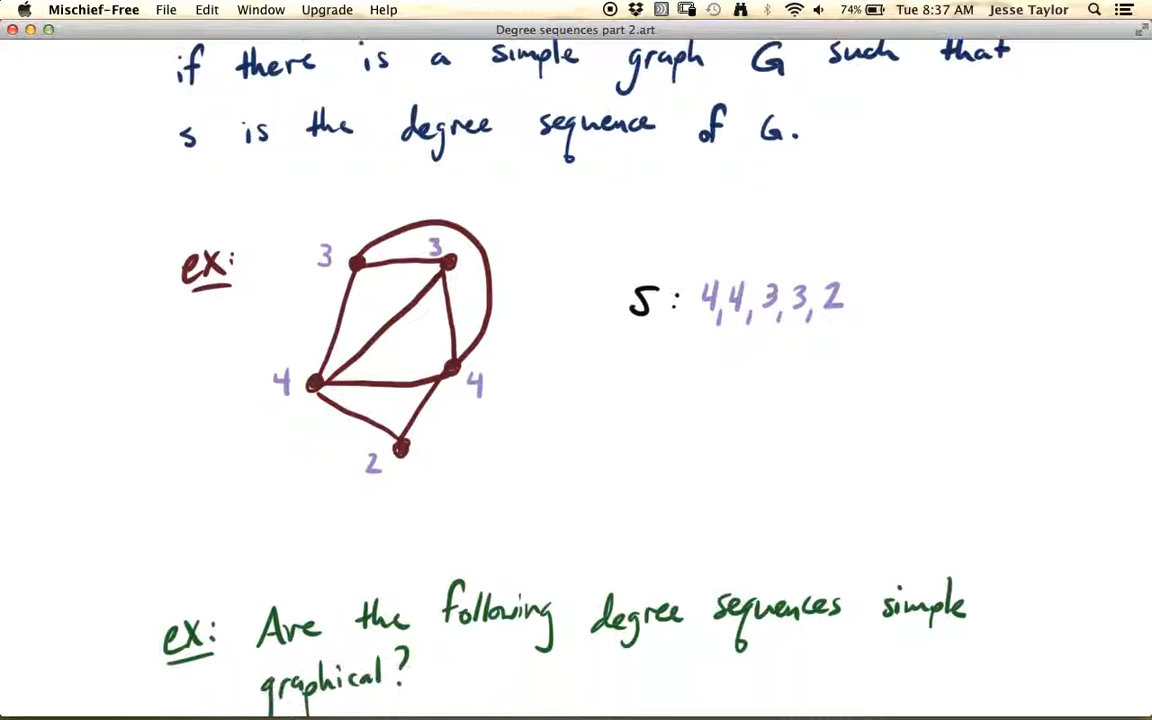 Mischief-Free File Edit Window Upgrade Help 74% Tue 8:37 AM Jesse Taylor
Degree sequences part 2.art
if there is a simple graph G such that
s is the degree sequence of G.
ex:
3 3
S : 4,4,3,3,2
4 4
2
ex: Are the following degree sequences simple
graphical?